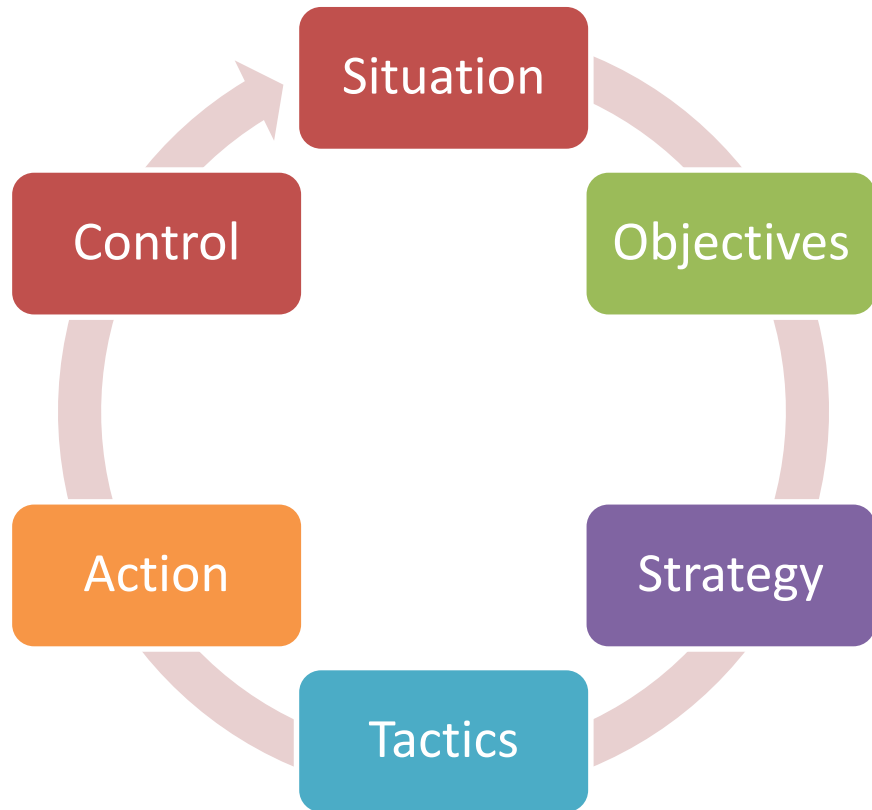 Situation
Objectives
Strategy
Tactics
Action
Control